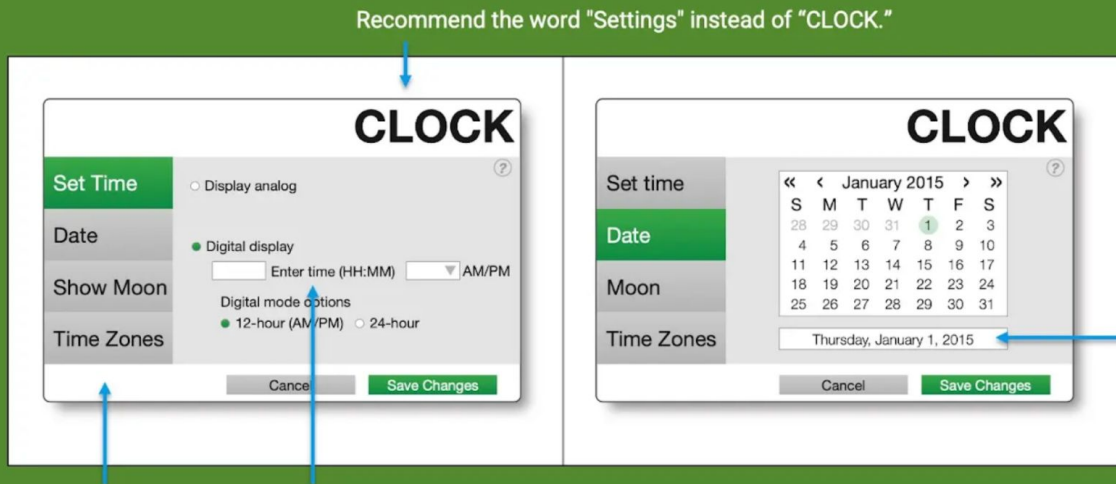 Recommend the word "Settings" instead of “CLOCK.”
CLOCK
?
Set Time
Date
Show Moon
Time Zones
Display analog
Digital display
Enter time (HH:MM) AM/PM
Digital mode options
12-hour (AM/PM) 24-hour
Cancel Save Changes
CLOCK
?
Set time
Date
Moon
Time Zones
« ‹ January 2015 › »
S M T W T F S
28 29 30 31 1 2 3
4 5 6 7 8 9 10
11 12 13 14 15 16 17
18 19 20 21 22 23 24
25 26 27 28 29 30 31
Thursday, January 1, 2015
Cancel Save Changes